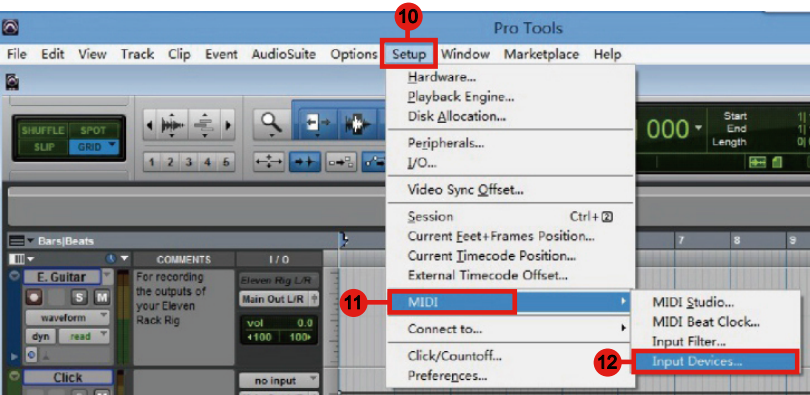 10
Pro Tools
File Edit View Track Clip Event AudioSuite Options Setup Window Marketplace Help
Hardware...
Playback Engine...
Disk Allocation...
Peripherals...
I/O...
Video Sync Offset...
Session Ctrl+2
Current Feet+Frames Position...
Current Timecode Position...
External Timecode Offset...
11
MIDI
Connect to...
Click/Countoff...
Preferences...
MIDI Studio...
MIDI Beat Clock...
Input Filter...
12
Input Devices...
SHUFFLE SPOT
SLIP GRID
1 2 3 4 5
000
Start
End
Length
Bars|Beats
7 8 9
COMMENTS
I / O
E. Guitar
S M
waveform
dyn read
For recording
the outputs of
your Eleven
Rack Rig
Eleven Rig L/R
Main Out L/R
vol 0.0
100 100
Click
no input